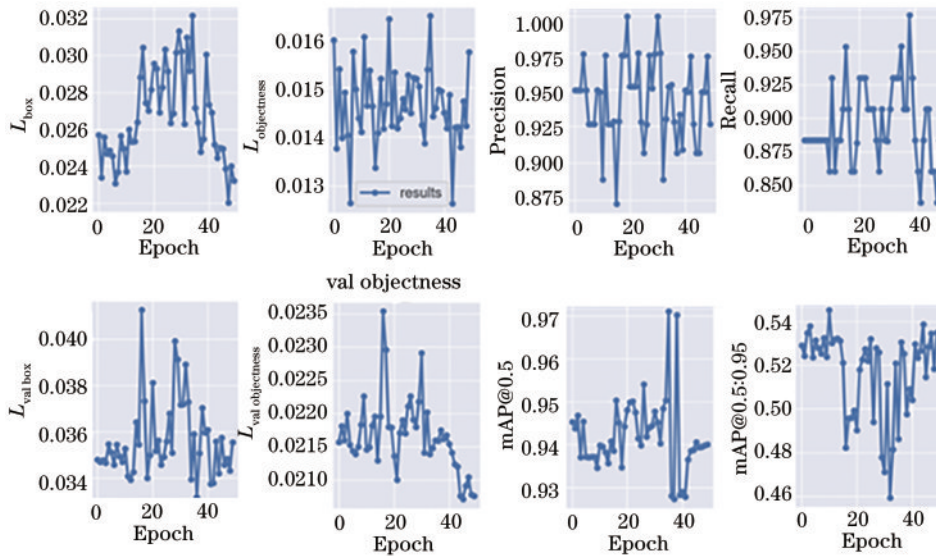 L box
0.032
0.030
0.028
0.026
0.024
0.022
0 20 40
Epoch
L objectness
0.016
0.015
0.014
0.013
results
0 20 40
Epoch
Precision
1.000
0.975
0.950
0.925
0.900
0.875
0 20 40
Epoch
Recall
0.975
0.950
0.925
0.900
0.875
0.850
0 20 40
Epoch
L val box
0.040
0.038
0.036
0.034
0 20 40
Epoch
val objectness
L val objectness
0.0235
0.0230
0.0225
0.0220
0.0215
0.0210
0 20 40
Epoch
mAP@0.5
0.97
0.96
0.95
0.94
0.93
0 20 40
Epoch
mAP@0.5:0.95
0.54
0.52
0.50
0.48
0.46
0 20 40
Epoch